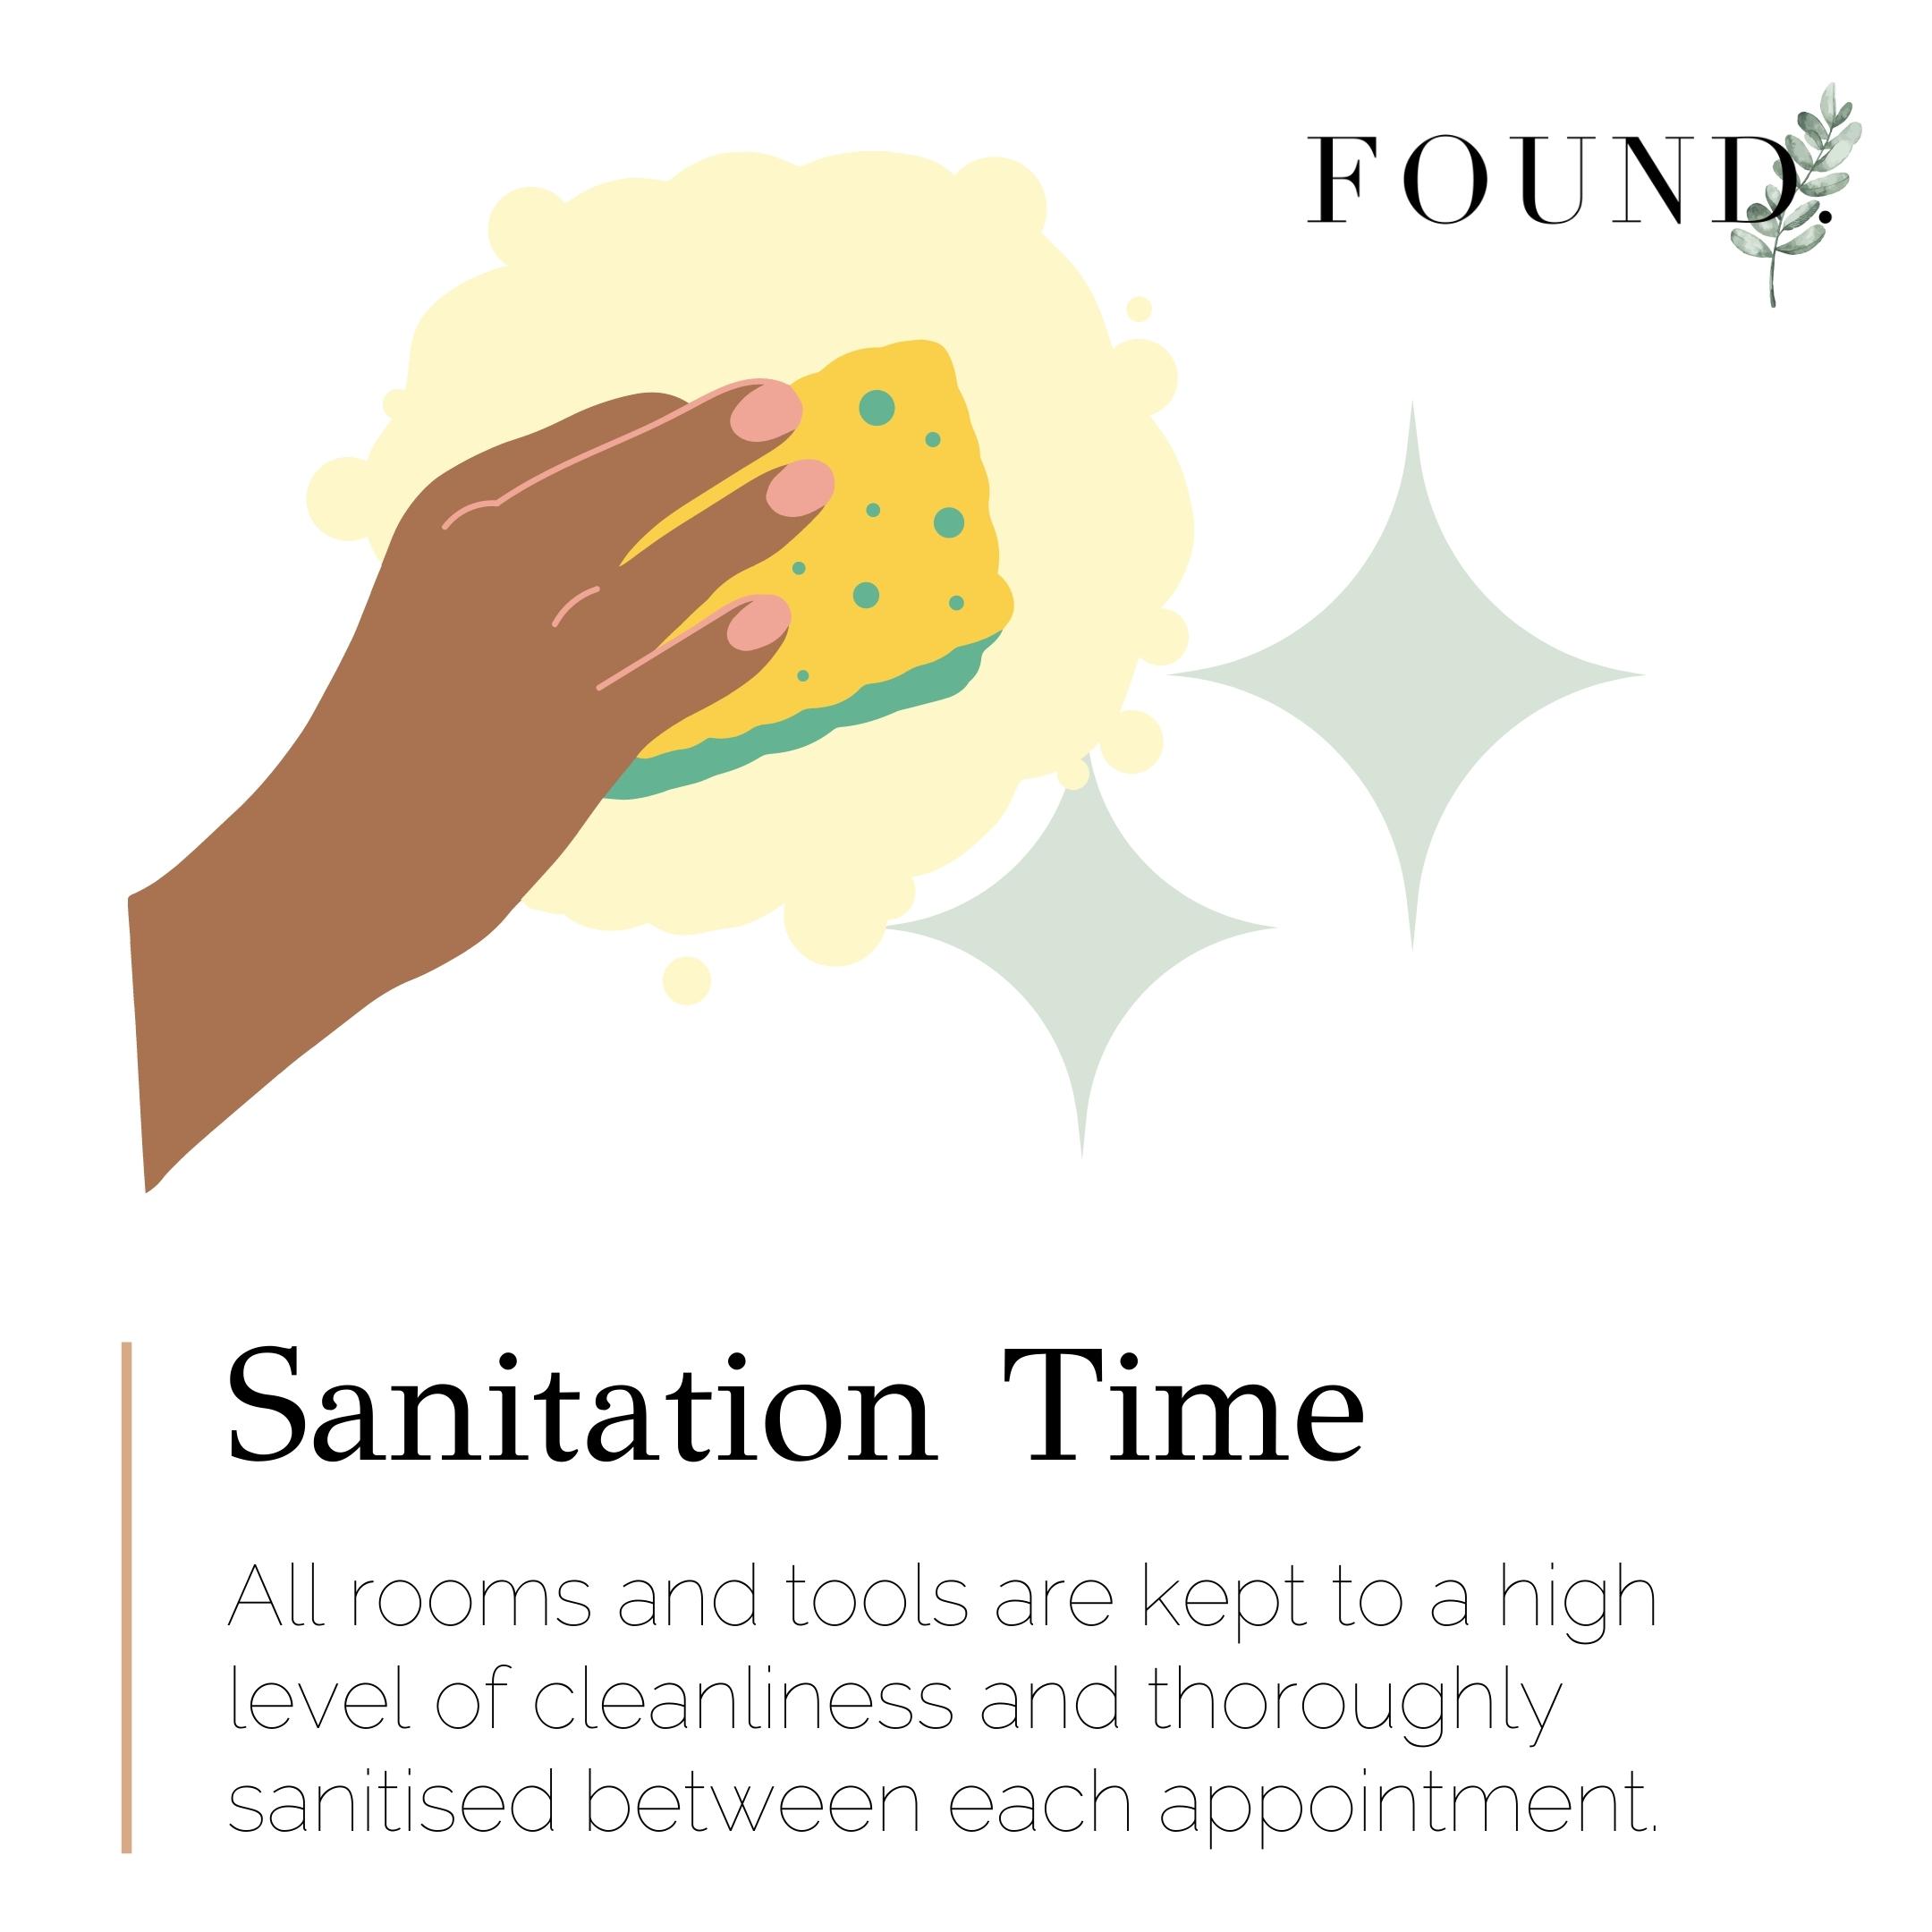 FOUND.
Sanitation Time
All rooms and tools are kept to a high
level of cleanliness and thoroughly
sanitised between each appointment.